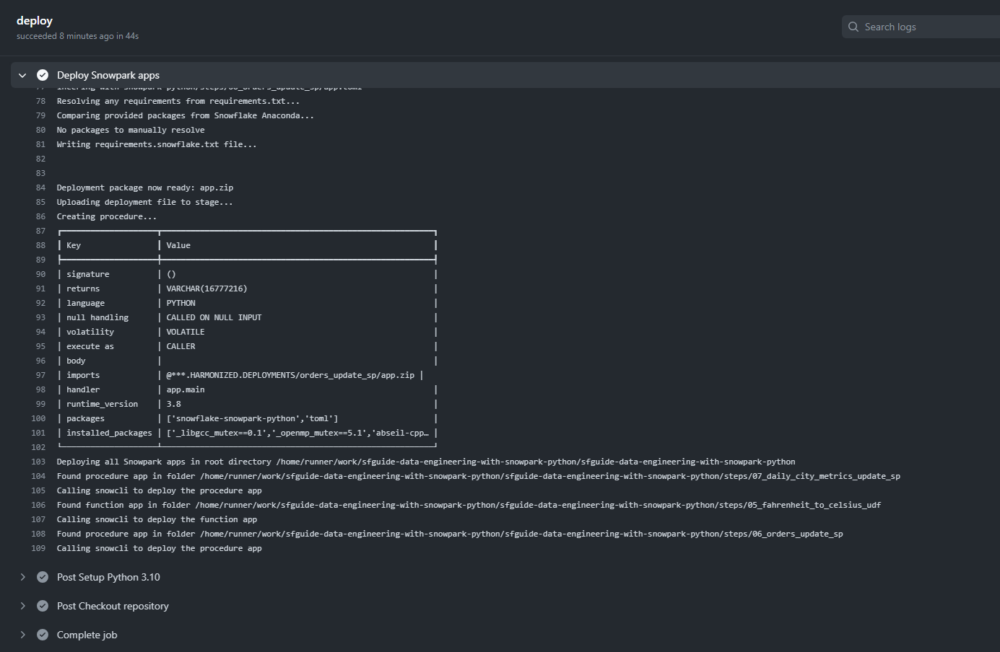 deploy
succeeded 8 minutes ago in 44s
Search logs
Deploy Snowpark apps
77 ineering-with-snowpark-python/steps/06_orders_update_sp/app.toml
78 Resolving any requirements from requirements.txt...
79 Comparing provided packages from Snowflake Anaconda...
80 No packages to manually resolve
81 Writing requirements.snowflake.txt file...
82
83
84 Deployment package now ready: app.zip
85 Uploading deployment file to stage...
86 Creating procedure...
87
88 | Key | Value |
89
90 | signature | () |
91 | returns | VARCHAR(16777216) |
92 | language | PYTHON |
93 | null handling | CALLED ON NULL INPUT |
94 | volatility | VOLATILE |
95 | execute as | CALLER |
96 | body | |
97 | imports | @***.HARMONIZED.DEPLOYMENTS/orders_update_sp/app.zip |
98 | handler | app.main |
99 | runtime_version | 3.8 |
100 | packages | ['snowflake-snowpark-python','toml'] |
101 | installed_packages | ['_libgcc_mutex==0.1','_openmp_mutex==5.1','abseil-cpp… |
102
103 Deploying all Snowpark apps in root directory /home/runner/work/sfguide-data-engineering-with-snowpark-python/sfguide-data-engineering-with-snowpark-python
104 Found procedure app in folder /home/runner/work/sfguide-data-engineering-with-snowpark-python/sfguide-data-engineering-with-snowpark-python/steps/07_daily_city_metrics_update_sp
105 Calling snowcli to deploy the procedure app
106 Found function app in folder /home/runner/work/sfguide-data-engineering-with-snowpark-python/sfguide-data-engineering-with-snowpark-python/steps/05_fahrenheit_to_celsius_udf
107 Calling snowcli to deploy the function app
108 Found procedure app in folder /home/runner/work/sfguide-data-engineering-with-snowpark-python/sfguide-data-engineering-with-snowpark-python/steps/06_orders_update_sp
109 Calling snowcli to deploy the procedure app
Post Setup Python 3.10
Post Checkout repository
Complete job